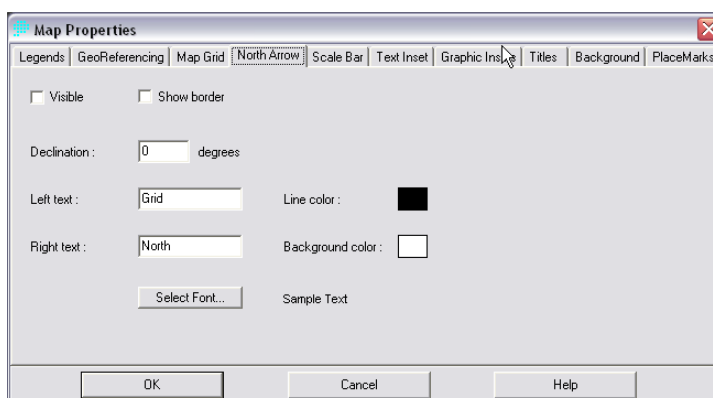 Map Properties
Legends GeoReferencing Map Grid North Arrow Scale Bar Text Inset Graphic Titles Background PlaceMarks
Visible Show border
Declination : 0 degrees
Left text : Grid Line color :
Right text : North Background color :
Select Font... Sample Text
OK Cancel Help